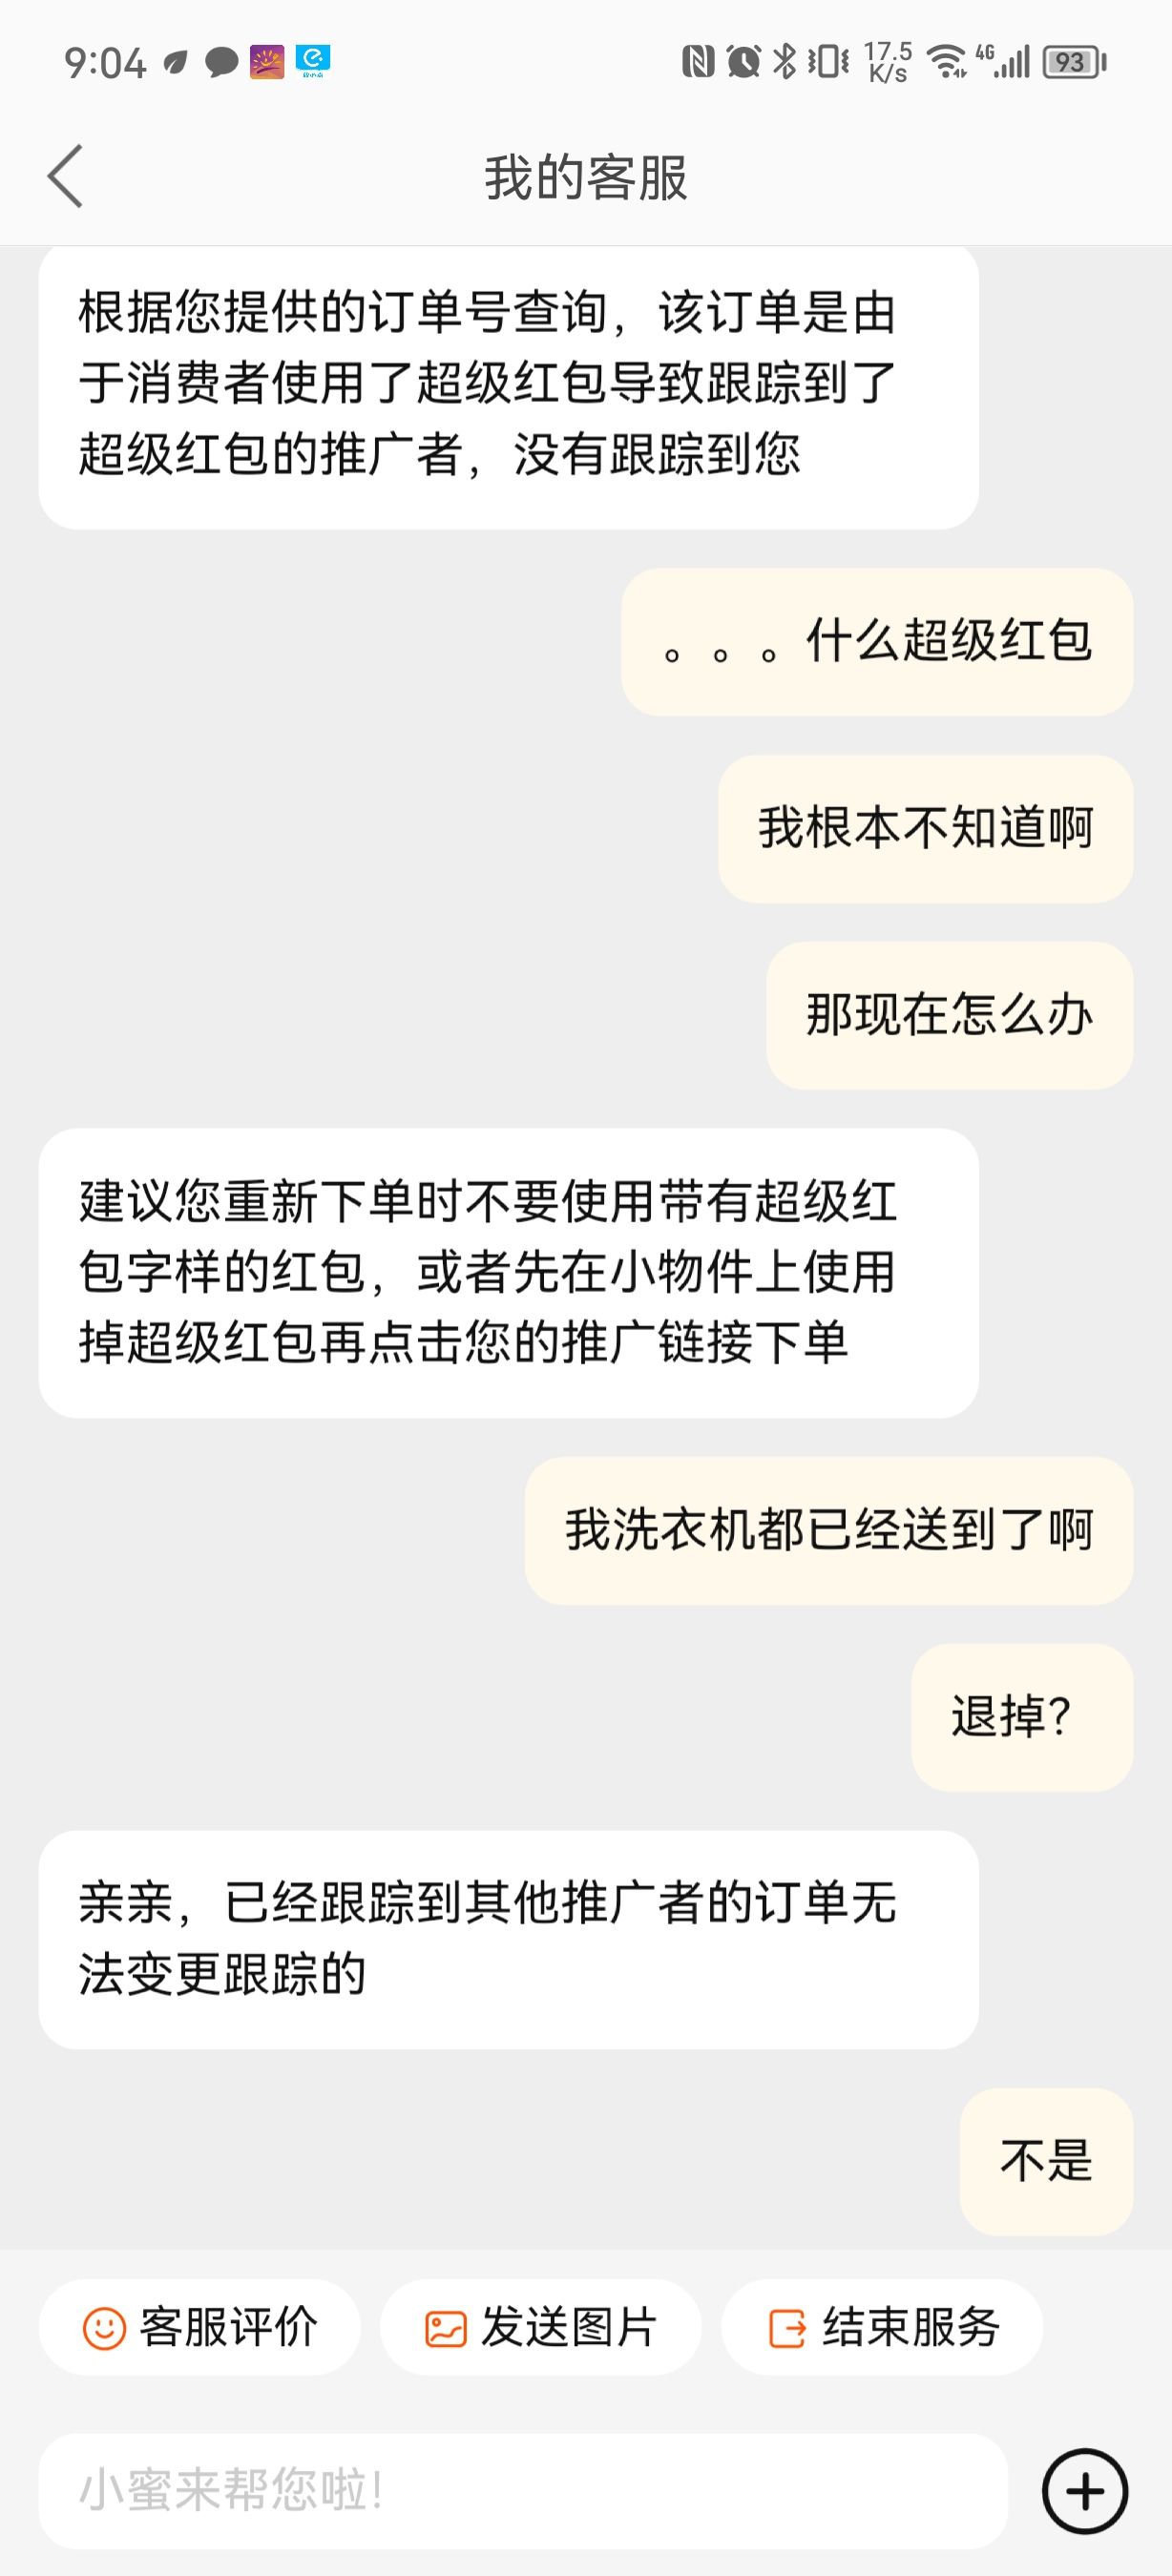 9:04
17.5
K/s
4G
93
我的客服
根据您提供的订单号查询，该订单是由
于消费者使用了超级红包导致跟踪到了
超级红包的推广者，没有跟踪到您
。。。什么超级红包
我根本不知道啊
那现在怎么办
建议您重新下单时不要使用带有超级红
包字样的红包，或者先在小物件上使用
掉超级红包再点击您的推广链接下单
我洗衣机都已经送到了啊
退掉？
亲亲，已经跟踪到其他推广者的订单无
法变更跟踪的
不是
客服评价
发送图片
结束服务
小蜜来帮您啦！